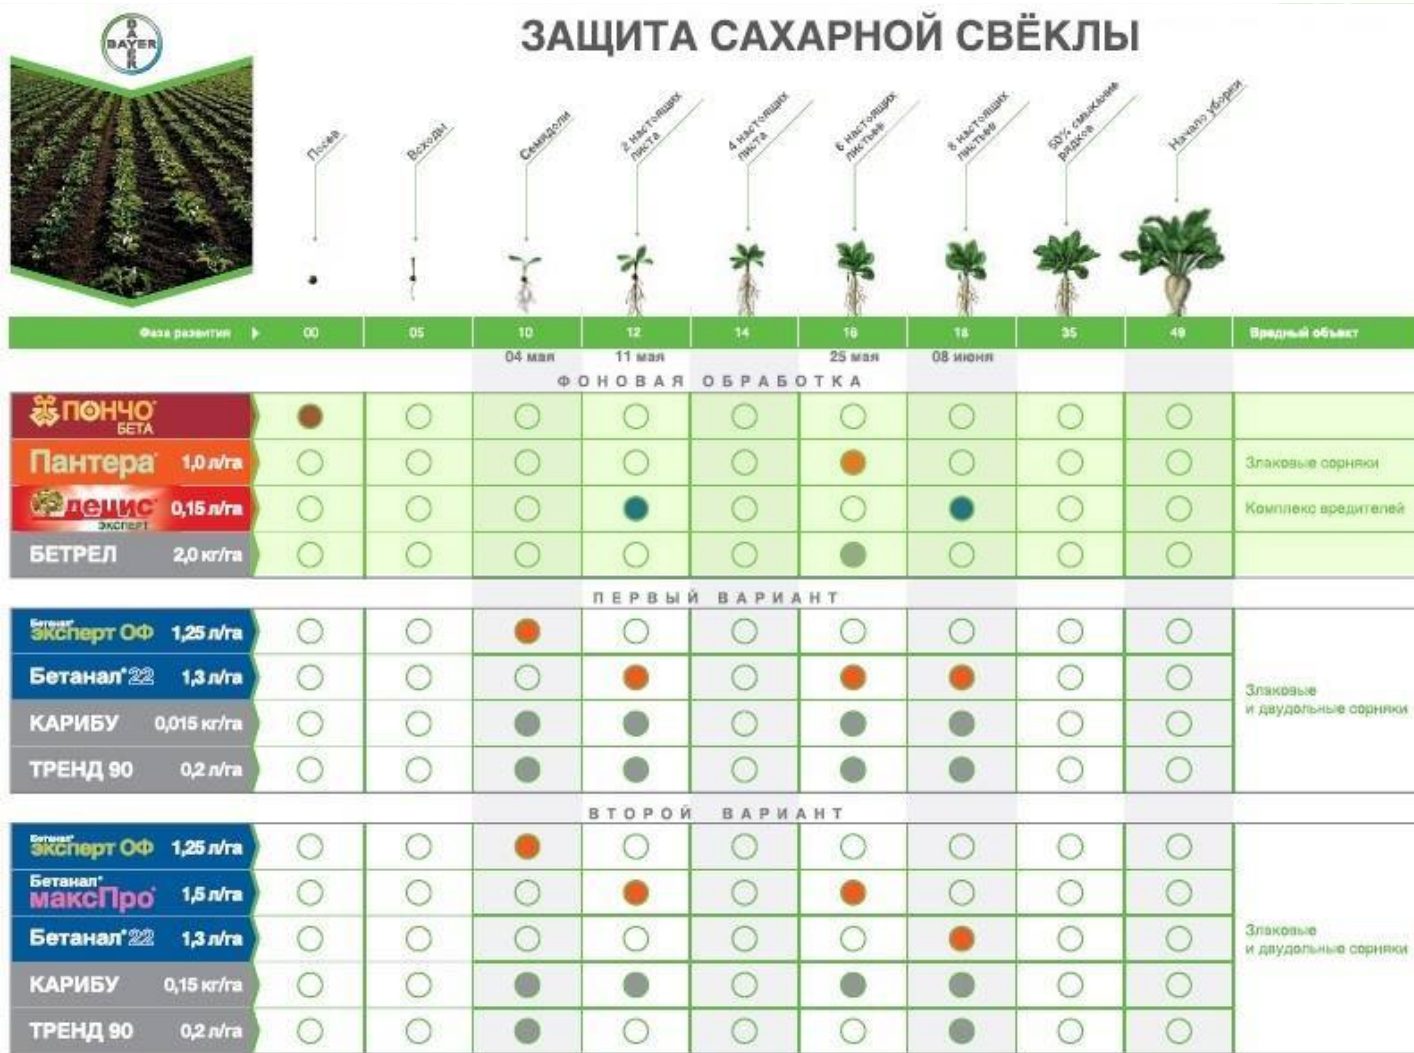 BAYER
BAYER
ЗАЩИТА САХАРНОЙ СВЁКЛЫ
Посев
Всходы
Семядоли
2 настоящих
листа
4 настоящих
листа
6 настоящих
листьев
8 настоящих
листьев
50% смыкание
рядков
Начало уборки
Фаза развития 00 05 10 12 14 16 18 35 49 Вредный объект
04 мая 11 мая 25 мая 08 июня
ФОНОВАЯ ОБРАБОТКА
ПОНЧО
БЕТА
Пантера 1,0 л/га Злаковые сорняки
децис 0,15 л/га Комплекс вредителей
ЭКСПЕРТ
БЕТРЕЛ 2,0 кг/га
ПЕРВЫЙ ВАРИАНТ
Бетанал
эксперт ОФ 1,25 л/га
Бетанал 22 1,3 л/га
КАРИБУ 0,015 кг/га
ТРЕНД 90 0,2 л/га
Злаковые
и двудольные сорняки
ВТОРОЙ ВАРИАНТ
Бетанал
эксперт ОФ 1,25 л/га
Бетанал
максПро 1,5 л/га
Бетанал 22 1,3 л/га
КАРИБУ 0,15 кг/га
ТРЕНД 90 0,2 л/га
Злаковые
и двудольные сорняки